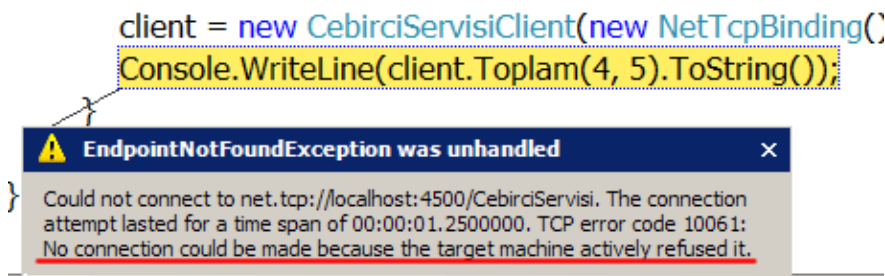 client = new CebirciServisiClient(new NetTcpBinding()
Console.WriteLine(client.Toplam(4, 5).ToString());
}
EndpointNotFoundException was unhandled
}
Could not connect to net.tcp://localhost:4500/CebirciServisi. The connection
attempt lasted for a time span of 00:00:01.2500000. TCP error code 10061:
No connection could be made because the target machine actively refused it.